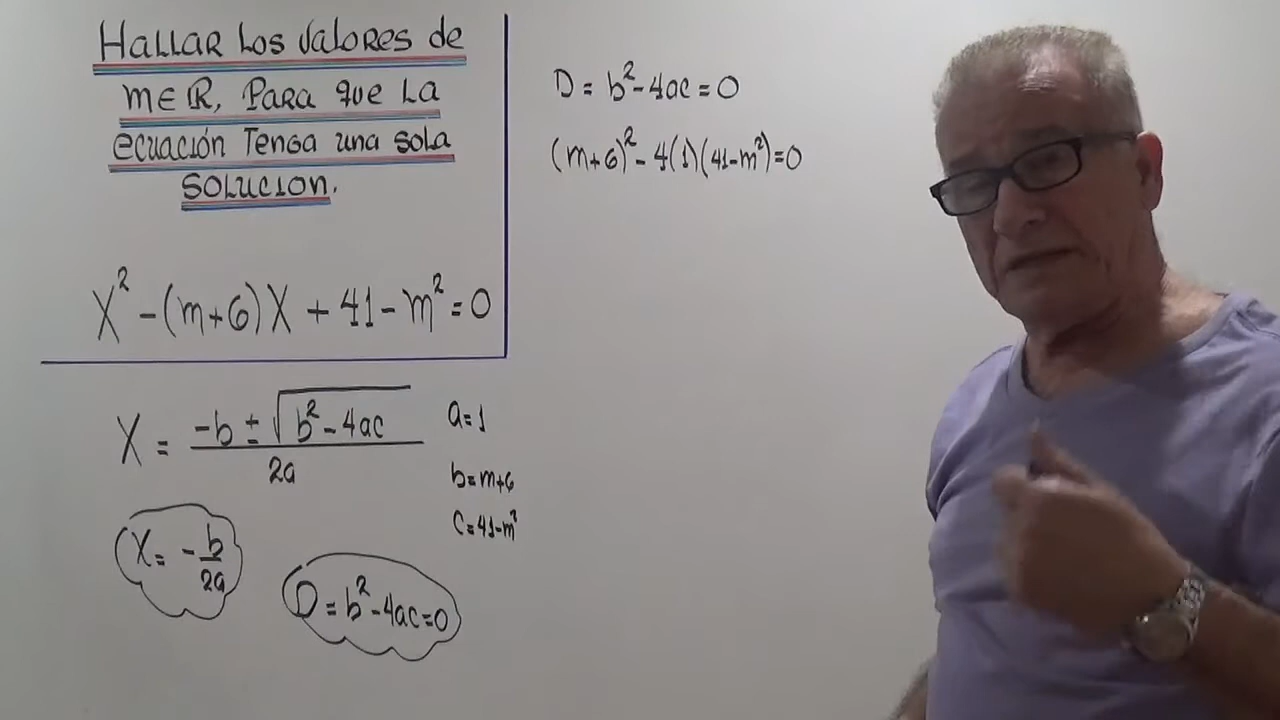 HALLAR LOS VALORES de
m∈ℝ, PARA que LA
ecuación Tenga una sola
SOLUCION.
X² - (m+6)X + 41 - m² = 0
X = (-b ± √(b² - 4ac)) / 2a
a=1
b=m+6
C=41-m²
X = - b/2a
D = b² - 4ac = 0
D = b² - 4ac = 0
(m+6)² - 4(1)(41-m²) = 0